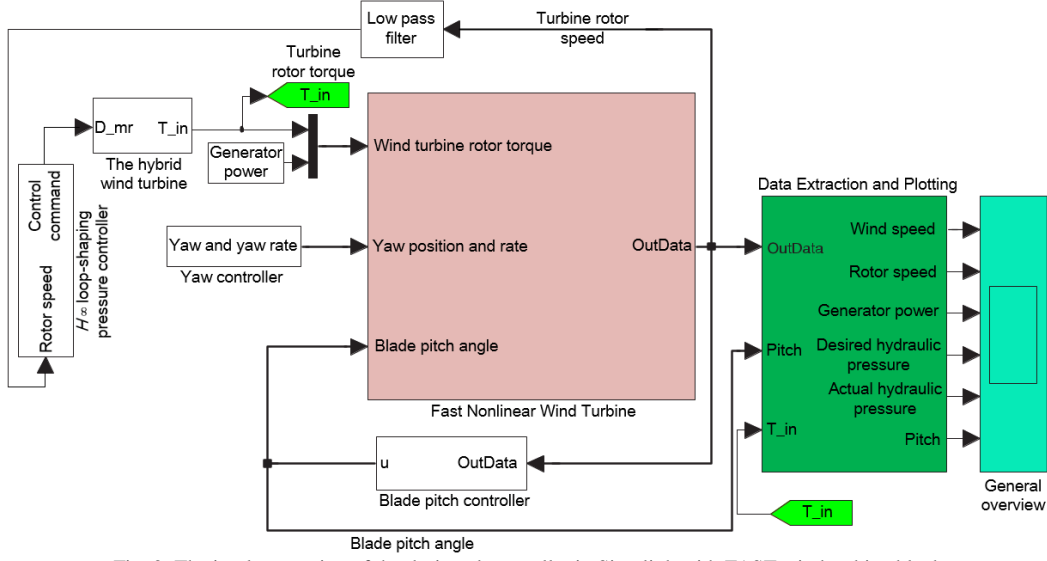 Low pass
filter
Turbine rotor
speed
Turbine
rotor torque
T_in
D_mr
T_in
The hybrid
wind turbine
Generator
power
Wind turbine rotor torque
Control
command
Rotor speed
H∞ loop-shaping
pressure controller
Yaw and yaw rate
Yaw controller
Yaw position and rate
OutData
Blade pitch angle
Fast Nonlinear Wind Turbine
u
OutData
Blade pitch controller
Blade pitch angle
Data Extraction and Plotting
OutData
Pitch
T_in
Wind speed
Rotor speed
Generator power
Desired hydraulic
pressure
Actual hydraulic
pressure
Pitch
General
overview
T_in